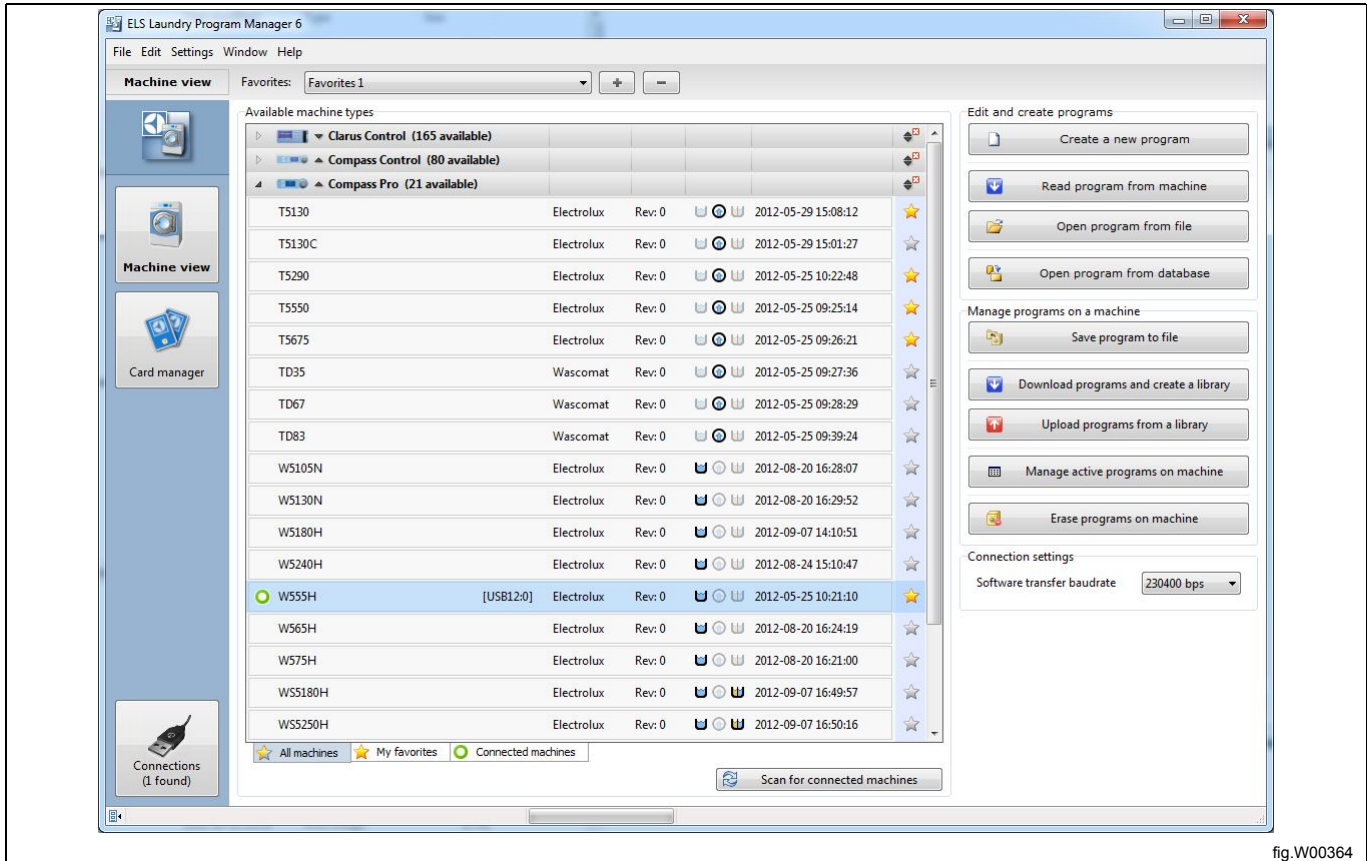 ELS Laundry Program Manager 6
File Edit Settings Window Help
Machine view
Favorites: Favorites 1
+ −
Available machine types
Clarus Control (165 available)
Compass Control (80 available)
Compass Pro (21 available)
T5130 Electrolux Rev: 0 2012-05-29 15:08:12
T5130C Electrolux Rev: 0 2012-05-29 15:01:27
T5290 Electrolux Rev: 0 2012-05-25 10:22:48
T5550 Electrolux Rev: 0 2012-05-25 09:25:14
T5675 Electrolux Rev: 0 2012-05-25 09:26:21
TD35 Wascomat Rev: 0 2012-05-25 09:27:36
TD67 Wascomat Rev: 0 2012-05-25 09:28:29
TD83 Wascomat Rev: 0 2012-05-25 09:39:24
W5105N Electrolux Rev: 0 2012-08-20 16:28:07
W5130N Electrolux Rev: 0 2012-08-20 16:29:52
W5180H Electrolux Rev: 0 2012-09-07 14:10:51
W5240H Electrolux Rev: 0 2012-08-24 15:10:47
W555H [USB12:0] Electrolux Rev: 0 2012-05-25 10:21:10
W565H Electrolux Rev: 0 2012-08-20 16:24:19
W575H Electrolux Rev: 0 2012-08-20 16:21:00
WS5180H Electrolux Rev: 0 2012-09-07 16:49:57
WS5250H Electrolux Rev: 0 2012-09-07 16:50:16
All machines My favorites Connected machines
Scan for connected machines
Machine view
Card manager
Connections
(1 found)
Edit and create programs
Create a new program
Read program from machine
Open program from file
Open program from database
Manage programs on a machine
Save program to file
Download programs and create a library
Upload programs from a library
Manage active programs on machine
Erase programs on machine
Connection settings
Software transfer baudrate 230400 bps
fig.W00364